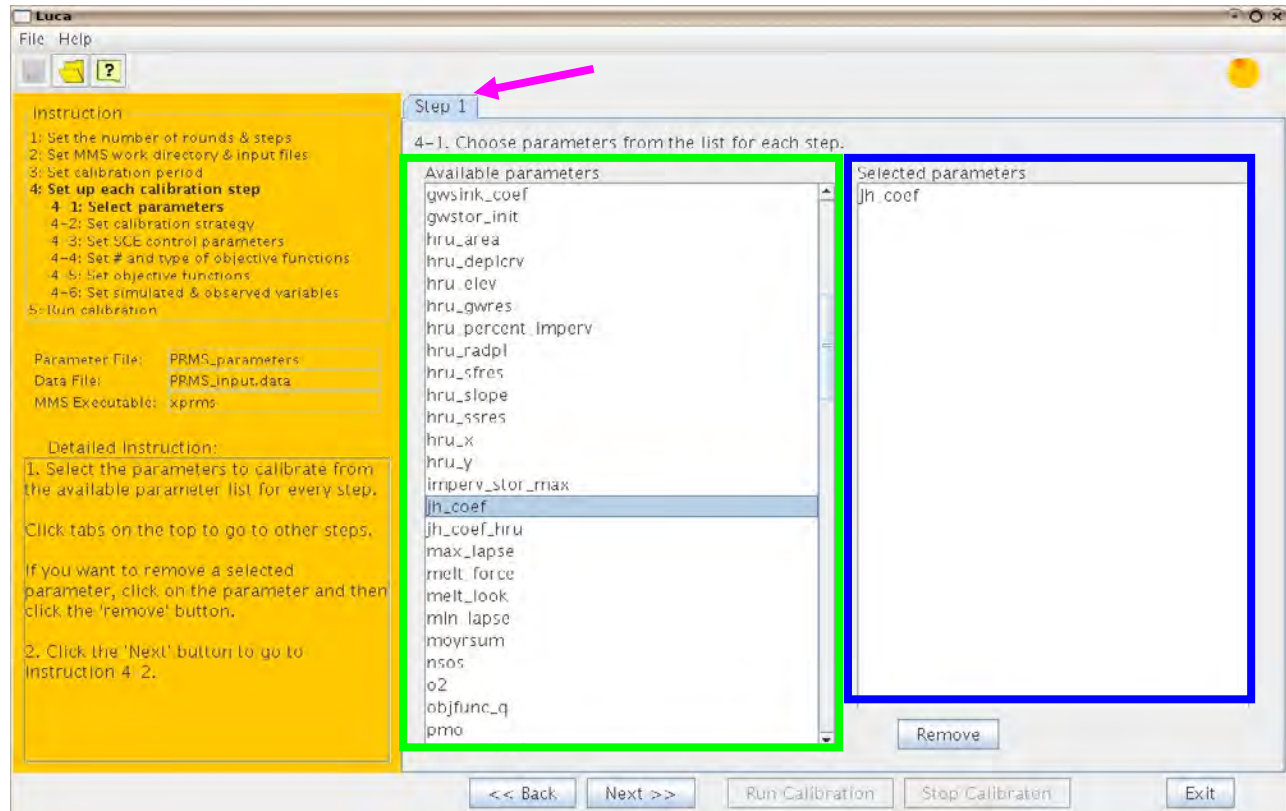 Luca
File Help
?
Instruction
1: Set the number of rounds & steps
2: Set MMS work directory & input files
3: Set calibration period
4: Set up each calibration step
4-1: Select parameters
4-2: Set calibration strategy
4-3: Set SCE control parameters
4-4: Set # and type of objective functions
4-5: Set objective functions
4-6: Set simulated & observed variables
5: Run calibration
Parameter File: PRMS_parameters
Data File: PRMS_input.data
MMS Executable: xprms
Detailed Instruction:
1. Select the parameters to calibrate from
the available parameter list for every step.
Click tabs on the top to go to other steps.
If you want to remove a selected
parameter, click on the parameter and then
click the 'remove' button.
2. Click the 'Next' button to go to
instruction 4-2.
Step 1
4-1. Choose parameters from the list for each step.
Available parameters
gwsink_coef
gwstor_init
hru_area
hru_deplcrv
hru_elev
hru_gwres
hru_percent_imperv
hru_radpl
hru_sfres
hru_slope
hru_ssres
hru_x
hru_y
imperv_stor_max
jh_coef
jh_coef_hru
max_lapse
melt_force
melt_look
min_lapse
moyrsum
nsos
o2
objfunc_q
pmo
Selected parameters
jh_coef
Remove
<< Back
Next >>
Run Calibration
Stop Calibraton
Exit